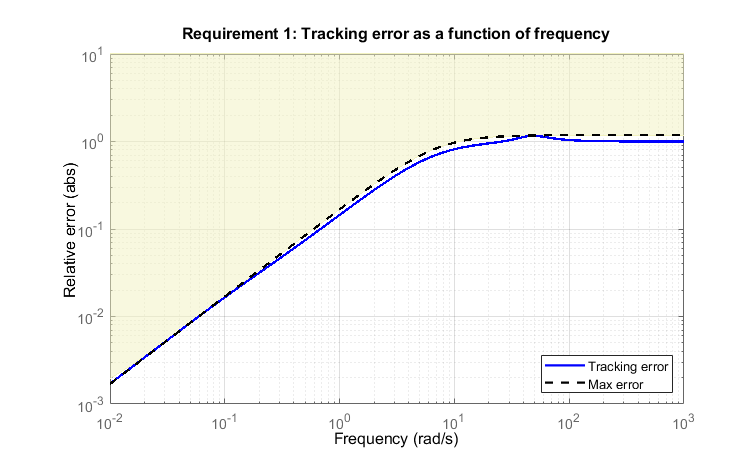 Requirement 1: Tracking error as a function of frequency
10^1
10^0
10^-1
10^-2
10^-3
Relative error (abs)
Tracking error
Max error
10^-2 10^-1 10^0 10^1 10^2 10^3
Frequency (rad/s)